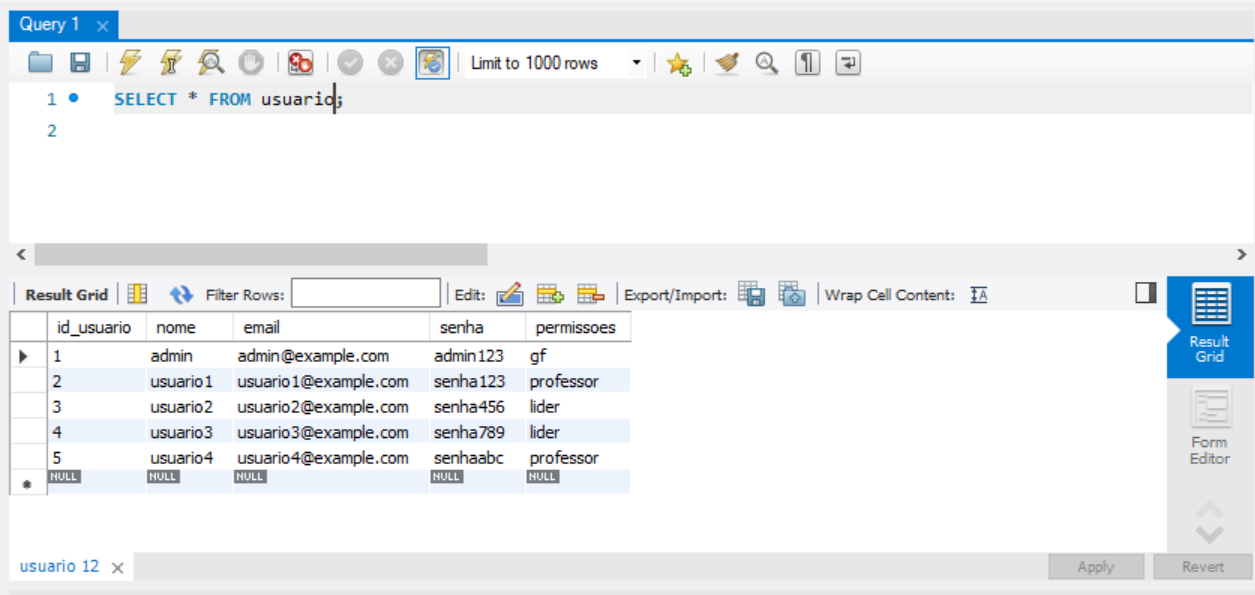 Query 1
Limit to 1000 rows
1 SELECT * FROM usuario;
2
Result Grid Filter Rows: Edit: Export/Import: Wrap Cell Content: IA
id_usuario nome email senha permissoes
1 admin admin@example.com admin123 gf
2 usuario1 usuario1@example.com senha123 professor
3 usuario2 usuario2@example.com senha456 lider
4 usuario3 usuario3@example.com senha789 lider
5 usuario4 usuario4@example.com senhaabc professor
NULL NULL NULL NULL NULL
Result
Grid
Form
Editor
usuario 12
Apply Revert